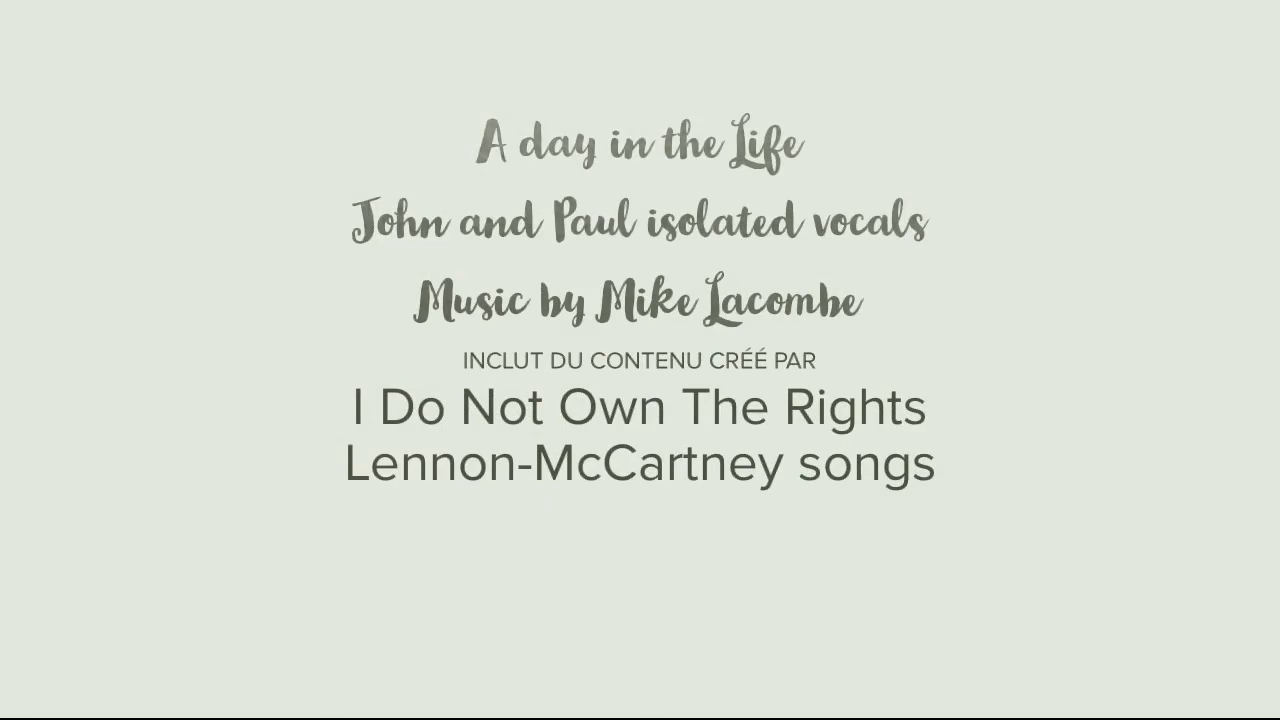 A day in the Life
John and Paul isolated vocals
Music by Mike Lacombe
INCLUT DU CONTENU CRÉÉ PAR
I Do Not Own The Rights
Lennon-McCartney songs